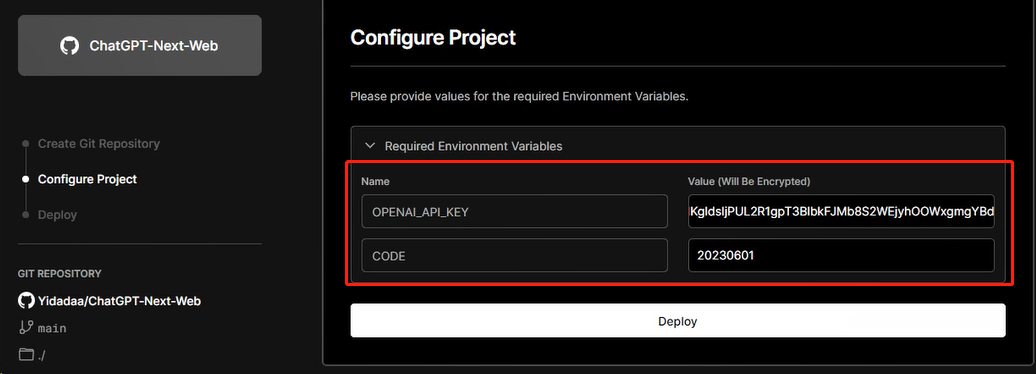 ChatGPT-Next-Web
Create Git Repository
Configure Project
Deploy
GIT REPOSITORY
Yidadaa/ChatGPT-Next-Web
main
./
Configure Project
Please provide values for the required Environment Variables.
Required Environment Variables
Name
Value (Will Be Encrypted)
OPENAI_API_KEY
CODE
20230601
Deploy